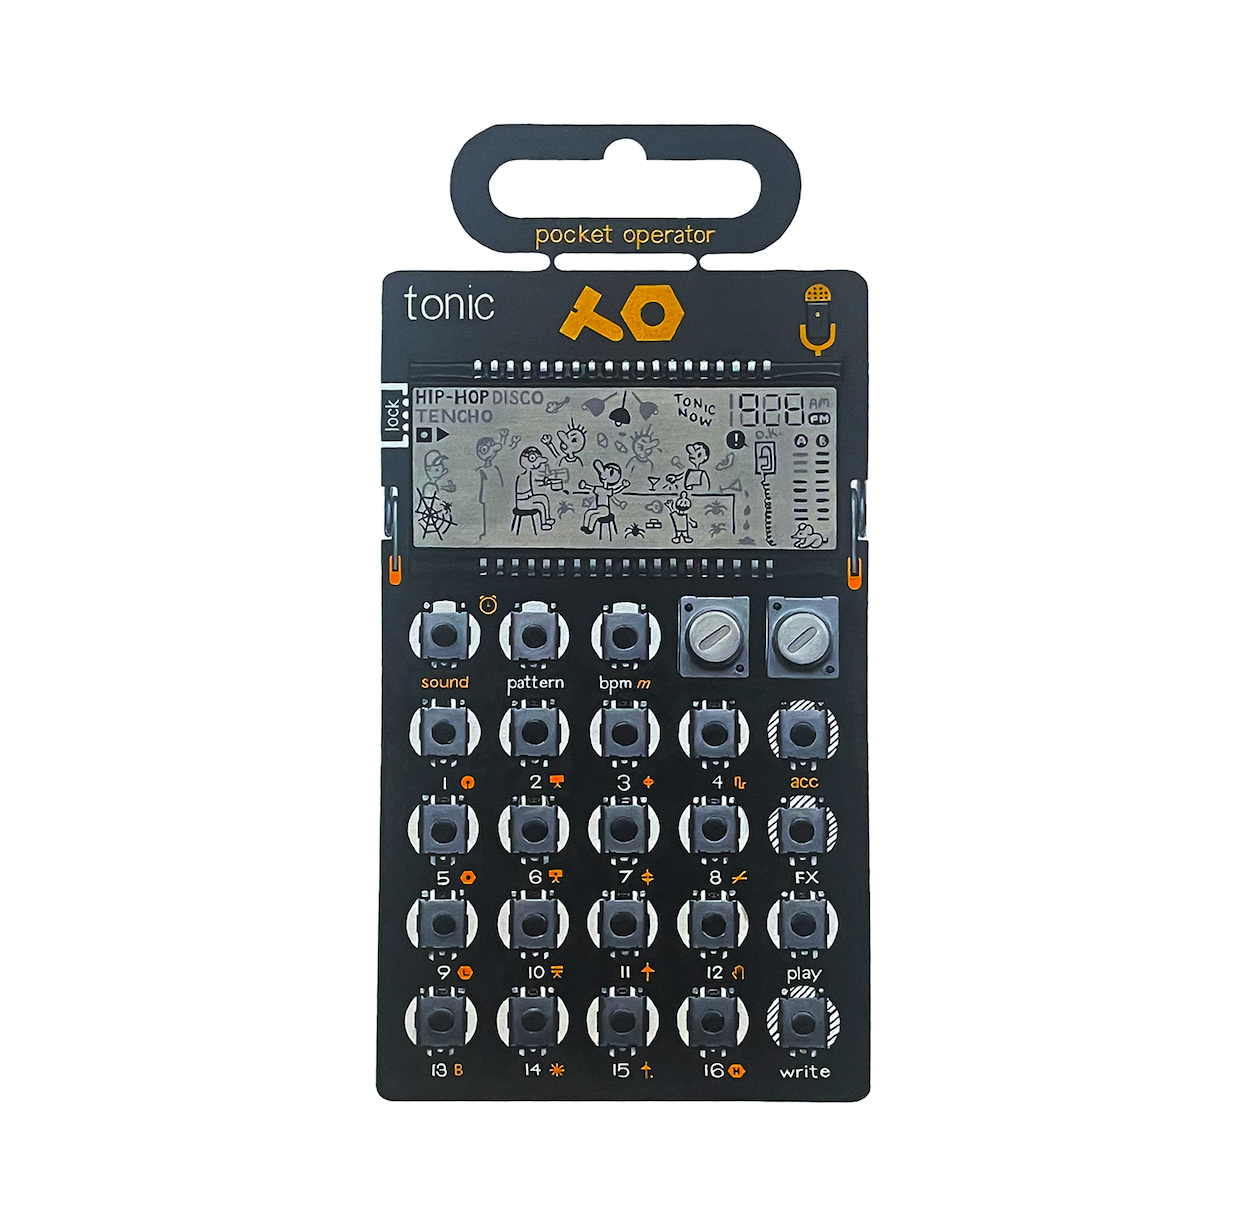 pocket operator
tonic
lock
HIP-HOP DISCO
TENCHO
TONIC
NOW
AM
PM
A B
sound pattern bpm m
1 2 3 4 acc
5 6 7 8 FX
9 L 10 11 12 play
13 B 14 15 16 H write